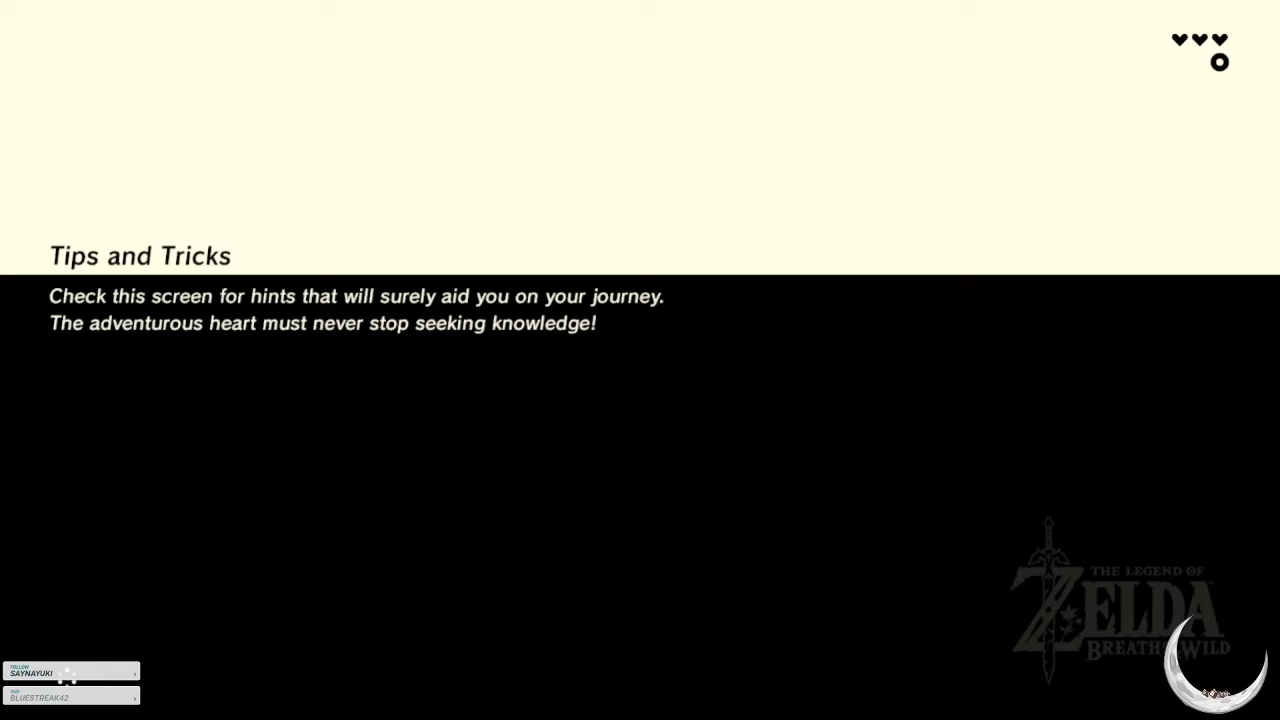 Tips and Tricks
Check this screen for hints that will surely aid you on your journey.
The adventurous heart must never stop seeking knowledge!
THE LEGEND OF
ZELDA
BREATH OF THE WILD
FOLLOW
SAYNAYUKI
SUB
BLUESTREAK42